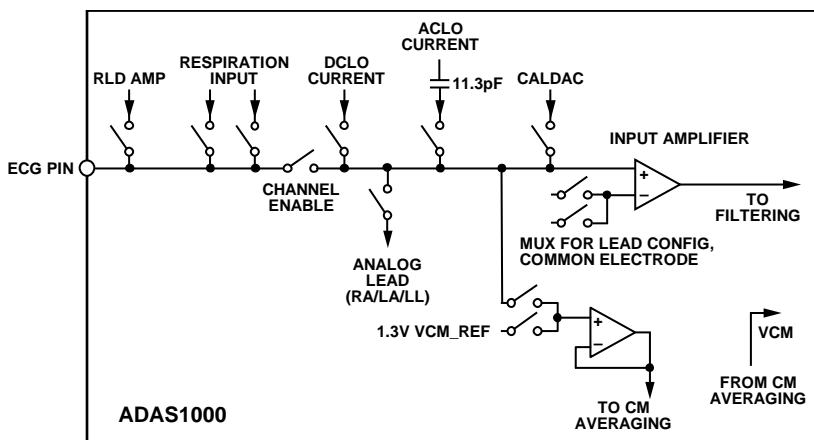 ACLO
CURRENT
RESPIRATION
INPUT
DCLO
CURRENT
RLD AMP
11.3pF
CALDAC
INPUT AMPLIFIER
ECG PIN
+
−
CHANNEL
ENABLE
TO
FILTERING
MUX FOR LEAD CONFIG,
COMMON ELECTRODE
ANALOG
LEAD
(RA/LA/LL)
1.3V VCM_REF
+
−
VCM
FROM CM
AVERAGING
TO CM
AVERAGING
ADAS1000